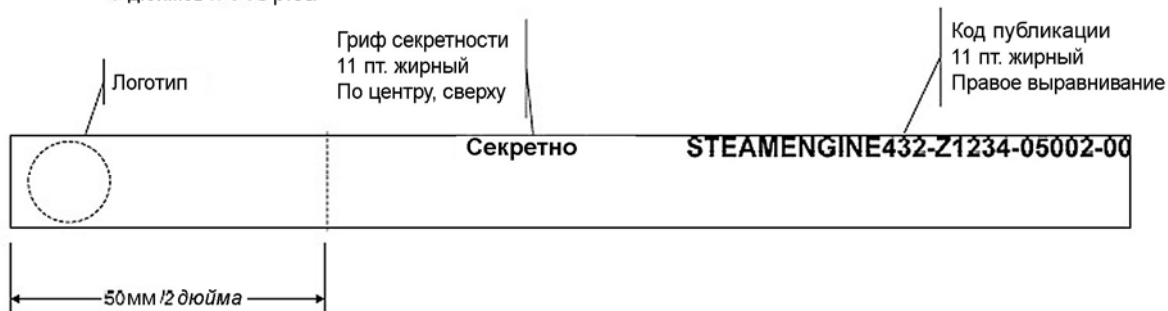 Код публикации
11 пт. жирный
Правое выравнивание
Гриф секретности
11 пт. жирный
По центру, сверху
Логотип
Секретно STEAMENGINE432-Z1234-05002-00
50мм /2 дюйма